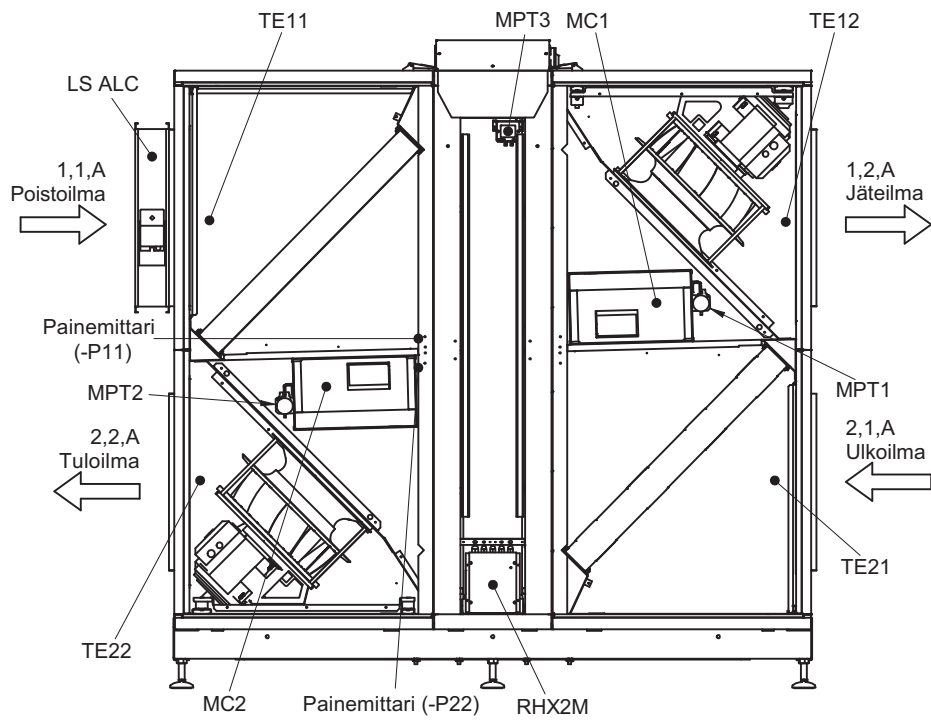 TE11
MPT3
MC1
TE12
LS ALC
1,1,A
Poistoilma
1,2,A
Jäteilma
Painemittari
(-P11)
MPT2
MPT1
2,2,A
Tuloilma
2,1,A
Ulkoilma
TE21
TE22
MC2
Painemittari (-P22)
RHX2M